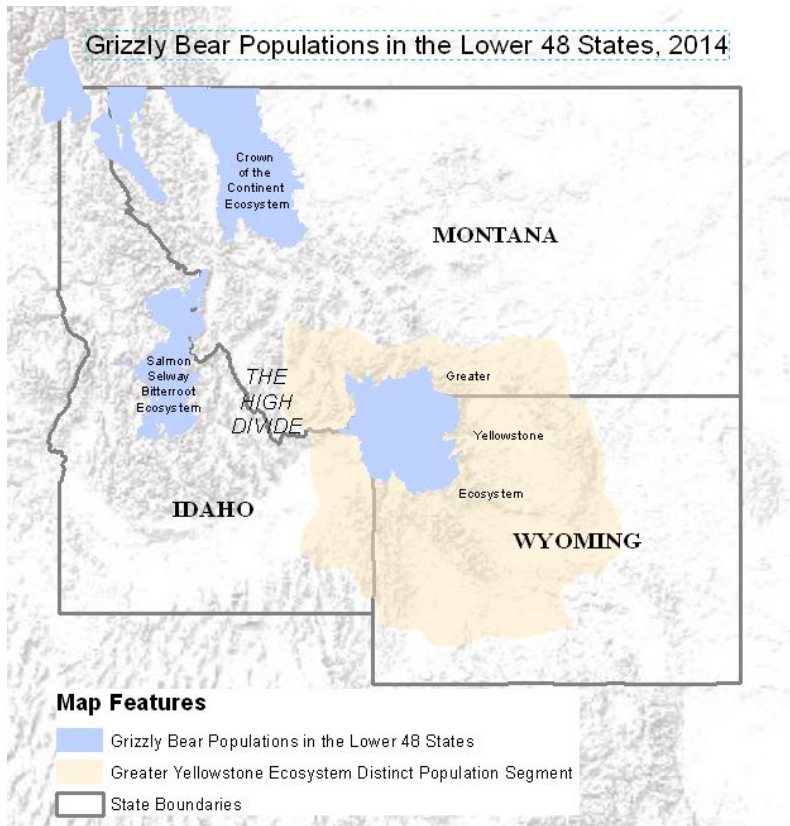 Grizzly Bear Populations in the Lower 48 States, 2014
Crown
of the
Continent
Ecosystem
MONTANA
Salmon
Selway
Bitterroot
Ecosystem
THE
HIGH
DIVIDE
Greater
Yellowstone
Ecosystem
IDAHO
WYOMING
Map Features
Grizzly Bear Populations in the Lower 48 States
Greater Yellowstone Ecosystem Distinct Population Segment
State Boundaries